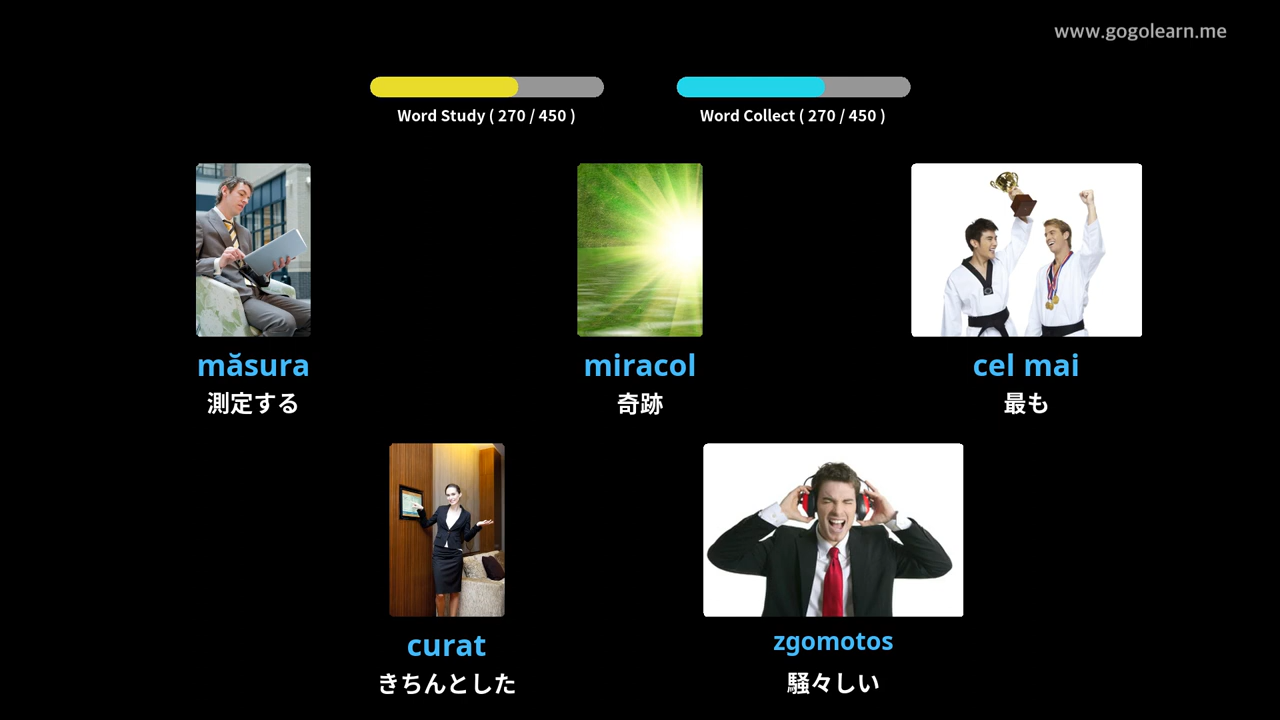 www.gogolearn.me
Word Study ( 270 / 450 )
Word Collect ( 270 / 450 )
măsura
測定する
miracol
奇跡
cel mai
最も
curat
きちんとした
zgomotos
騒々しい